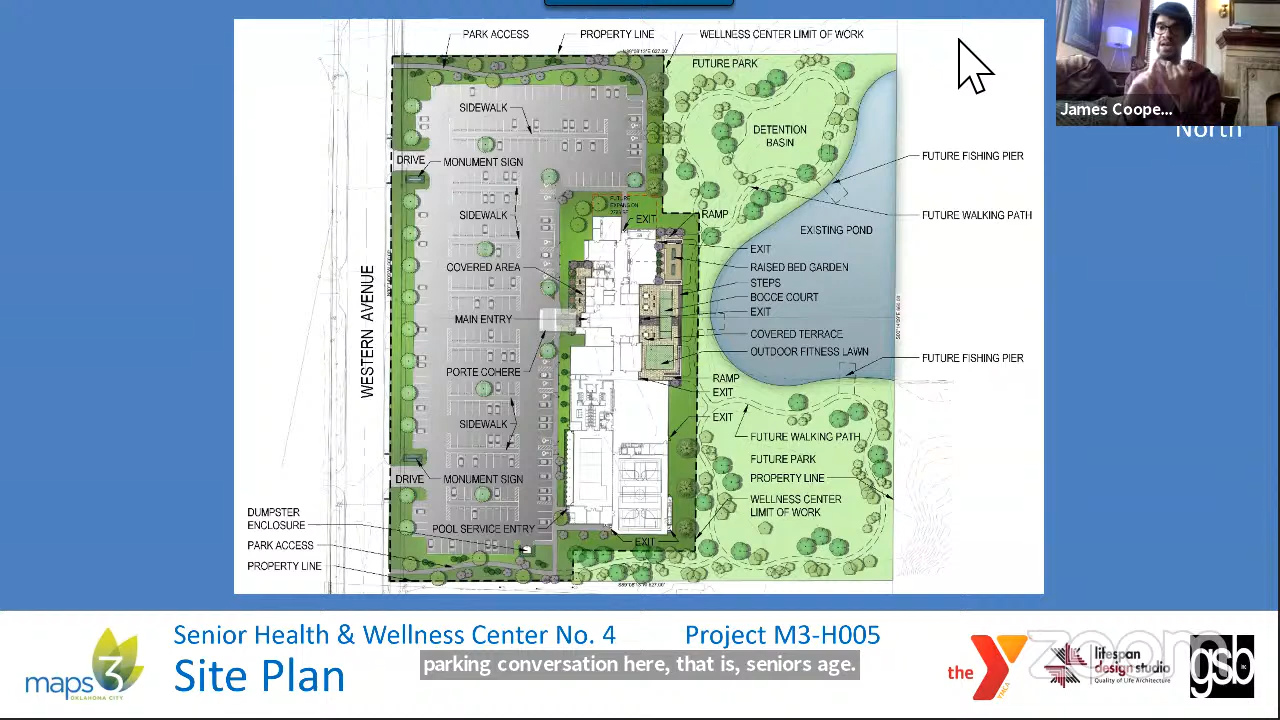 PARK ACCESS
PROPERTY LINE
WELLNESS CENTER LIMIT OF WORK
FUTURE PARK
SIDEWALK
DETENTION
BASIN
DRIVE
MONUMENT SIGN
FUTURE FISHING PIER
FUTURE
EXPANSION
SIDEWALK
EXIT
RAMP
FUTURE WALKING PATH
EXISTING POND
EXIT
COVERED AREA
RAISED BED GARDEN
STEPS
BOCCE COURT
WESTERN AVENUE
MAIN ENTRY
EXIT
COVERED TERRACE
OUTDOOR FITNESS LAWN
FUTURE FISHING PIER
PORTE COHERE
RAMP
EXIT
EXIT
SIDEWALK
FUTURE WALKING PATH
FUTURE PARK
DRIVE
MONUMENT SIGN
PROPERTY LINE
WELLNESS CENTER
LIMIT OF WORK
DUMPSTER
ENCLOSURE
POOL SERVICE ENTRY
PARK ACCESS
EXIT
PROPERTY LINE
James Coope...
North
Senior Health & Wellness Center No. 4
Project M3-H005
Site Plan
parking conversation here, that is, seniors age.
maps 3
OKLAHOMA CITY
the Y
YMCA
lifespan
design studio
Quality of Life Architecture
zoom
gsb